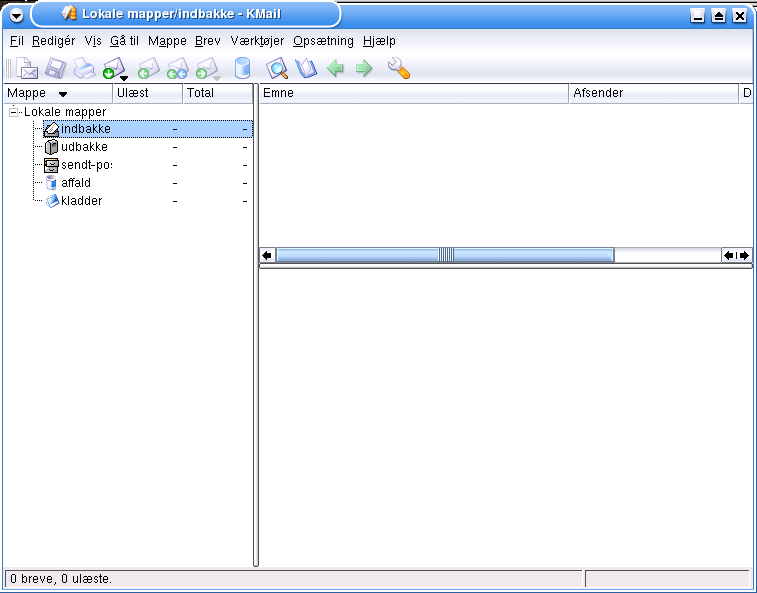 Lokale mapper/indbakke - KMail
Fil Redigér Vis Gå til Mappe Brev Værktøjer Opsætning Hjælp
Mappe Ulæst Total Emne Afsender D
Lokale mapper
indbakke - -
udbakke - -
sendt-pos - -
affald - -
kladder - -
0 breve, 0 ulæste.